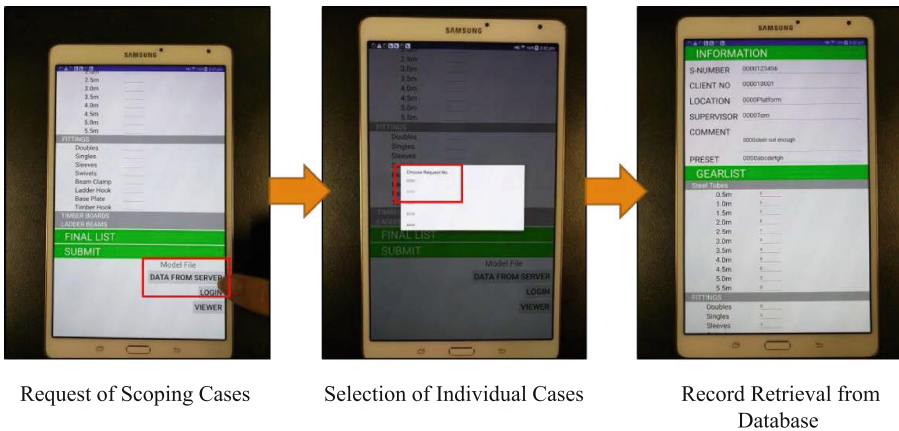 SAMSUNG
2.5m
3.0m
3.5m
4.0m
4.5m
5.0m
5.5m
FITTINGS
Doubles
Singles
Sleeves
Swivels
Beam Clamp
Ladder Hook
Base Plate
Timber Hook
TIMBER BOARDS
LADDER BEAMS
FINAL LIST
SUBMIT
Model File
DATA FROM SERVER
LOGIN
VIEWER
Request of Scoping Cases
SAMSUNG
2.5m
3.0m
3.5m
4.0m
4.5m
5.0m
5.5m
FITTINGS
Doubles
Singles
Sleeves
Choose Request No.
FINAL LIST
SUBMIT
Model File
DATA FROM SERVER
LOGIN
VIEWER
Selection of Individual Cases
SAMSUNG
INFORMATION
S-NUMBER 0000123456
CLIENT NO 000010001
LOCATION 0000Platform
SUPERVISOR 0000Tom
COMMENT
PRESET 0000abcdefgh
GEARLIST
Steel Tubes
0.5m
1.0m
1.5m
2.0m
2.5m
3.0m
3.5m
4.0m
4.5m
5.0m
5.5m
FITTINGS
Doubles
Singles
Sleeves
Record Retrieval from
Database